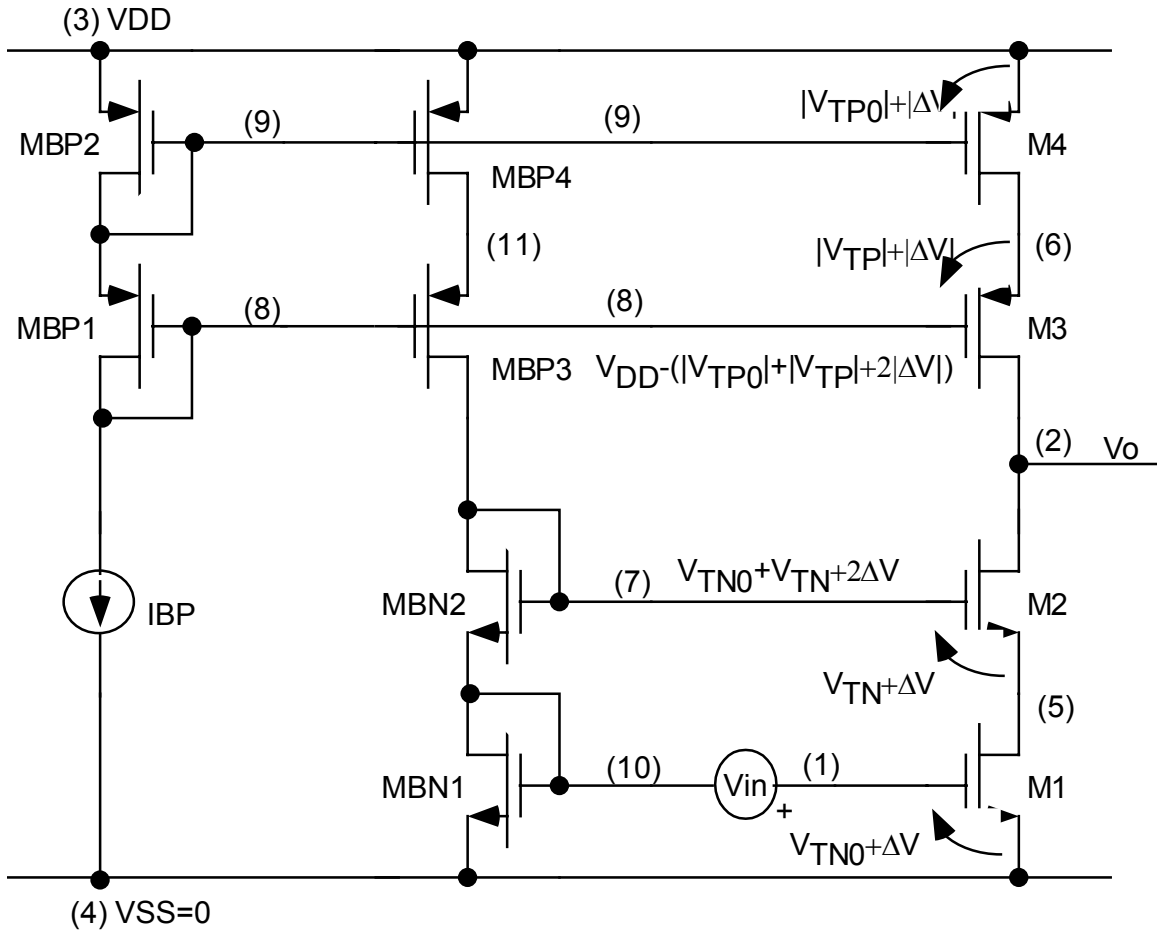 (3) VDD
|VTP0|+|ΔV
(9)
(9)
MBP2
MBP4
M4
(11)
|VTP|+|ΔV|
(6)
(8)
(8)
MBP1
MBP3
M3
VDD-(|VTP0|+|VTP|+2|ΔV|)
(2)
Vo
VTN0+VTN+2ΔV
(7)
IBP
MBN2
M2
VTN+ΔV
(5)
(10)
(1)
MBN1
Vin
M1
+
VTN0+ΔV
(4) VSS=0